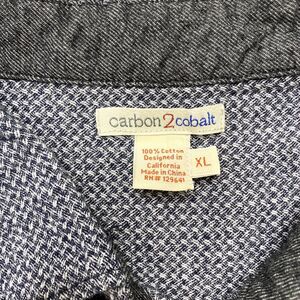 carbon2cobalt
100% Cotton
Designed in
California
Made in China
RN# 129641
XL